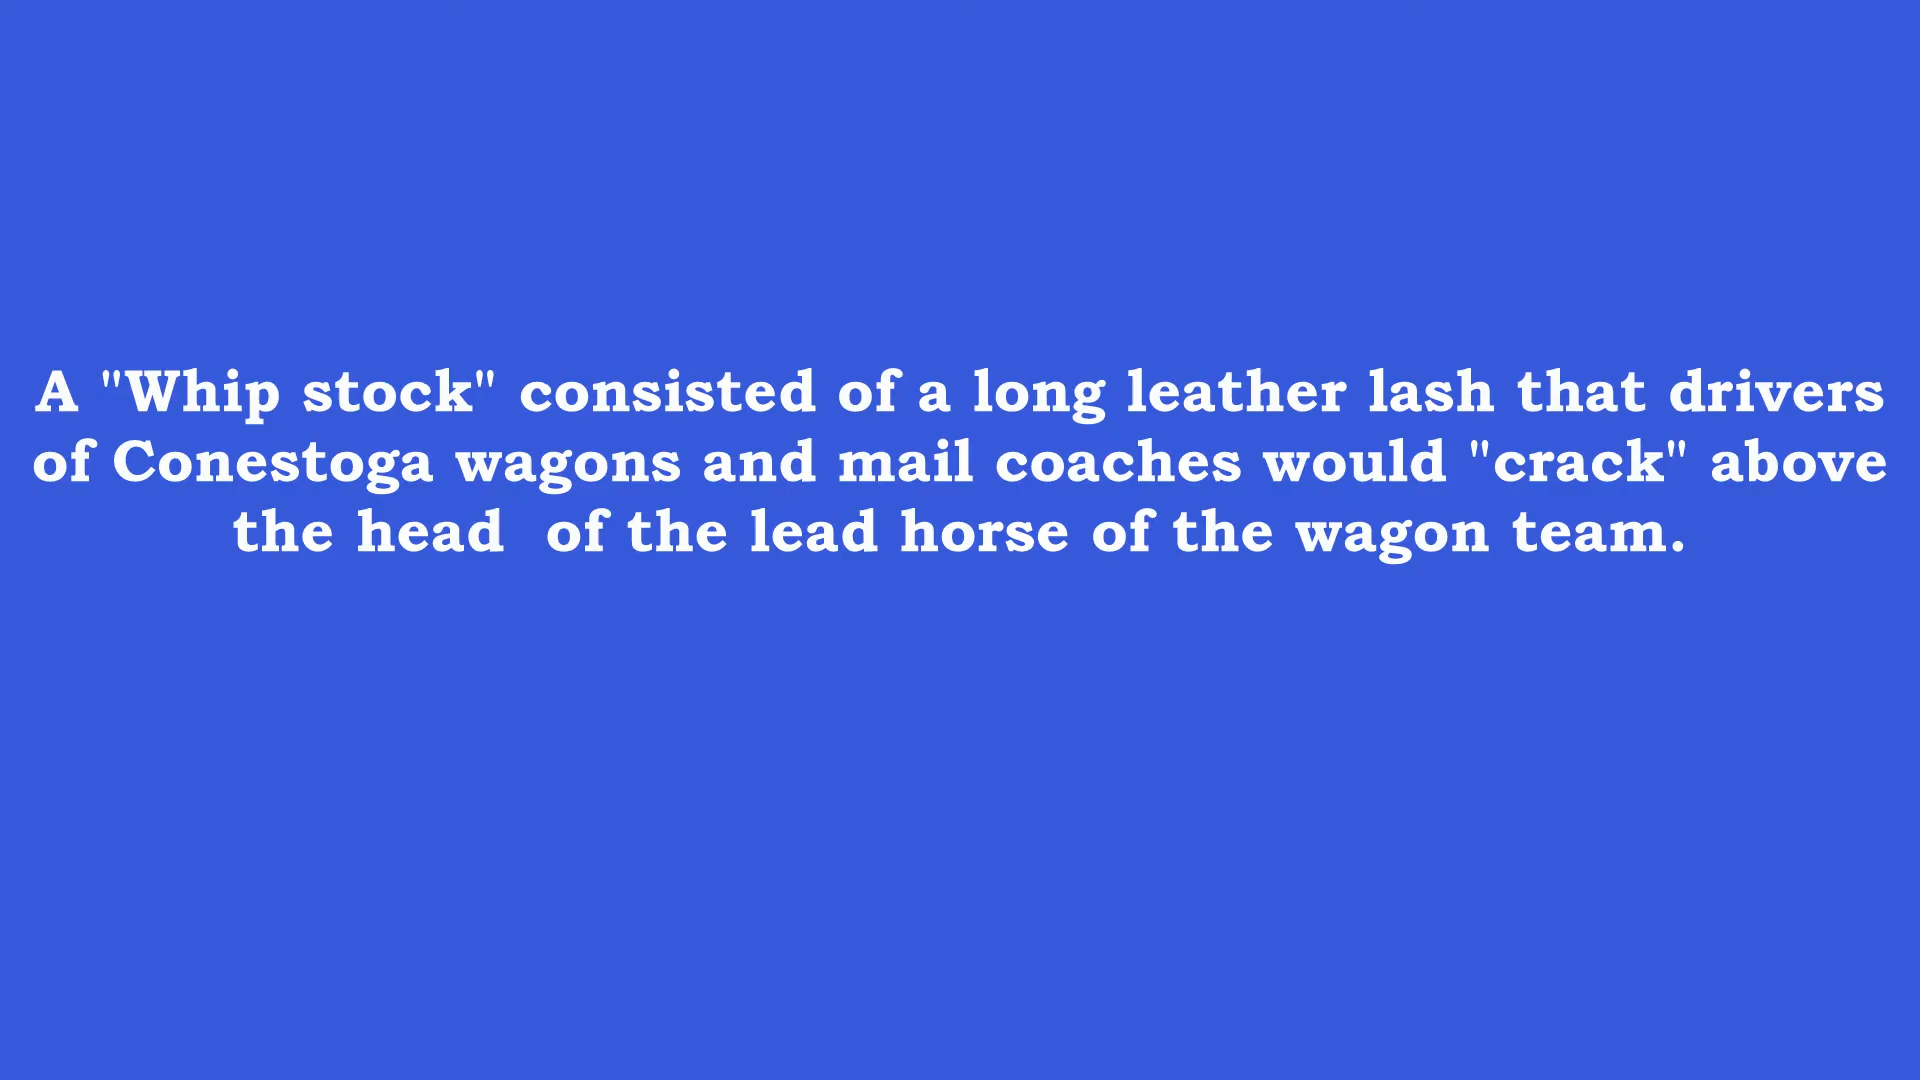 A "Whip stock" consisted of a long leather lash that drivers
of Conestoga wagons and mail coaches would "crack" above
the head  of the lead horse of the wagon team.